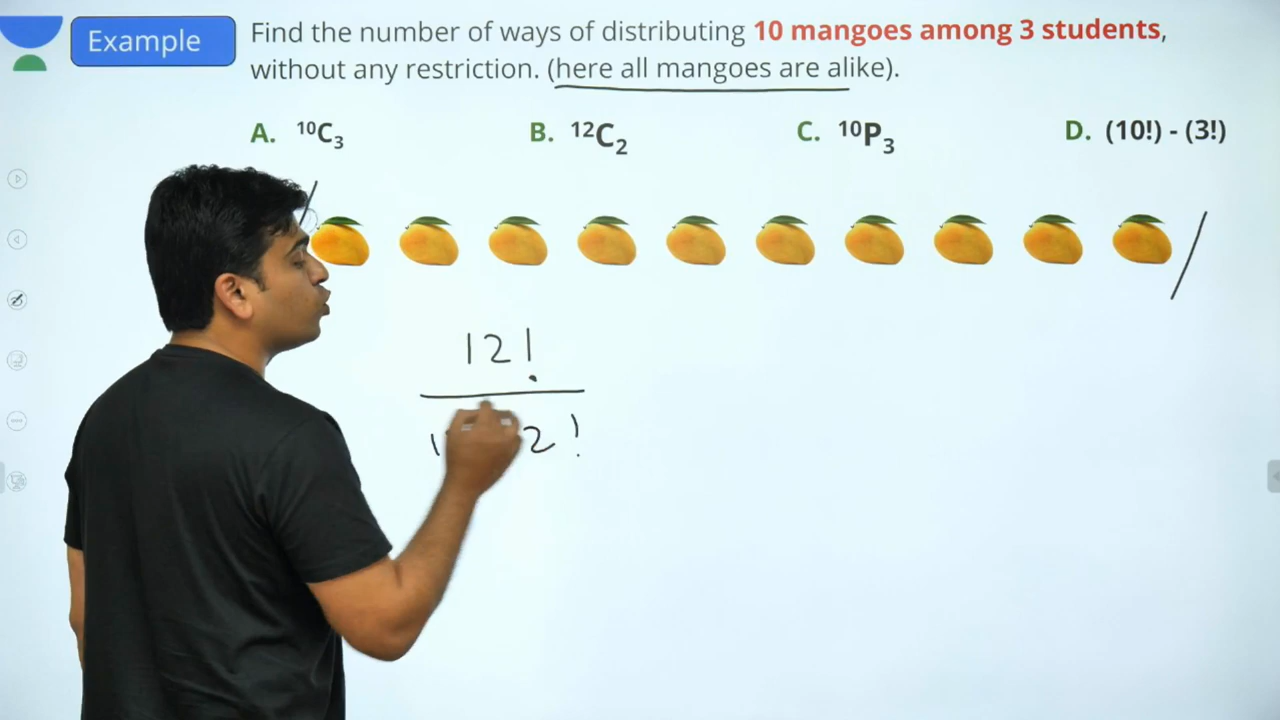 Example
Find the number of ways of distributing 10 mangoes among 3 students,
without any restriction. (here all mangoes are alike).
A. ¹⁰C₃ B. ¹²C₂ C. ¹⁰P₃ D. (10!) - (3!)
12!
2!